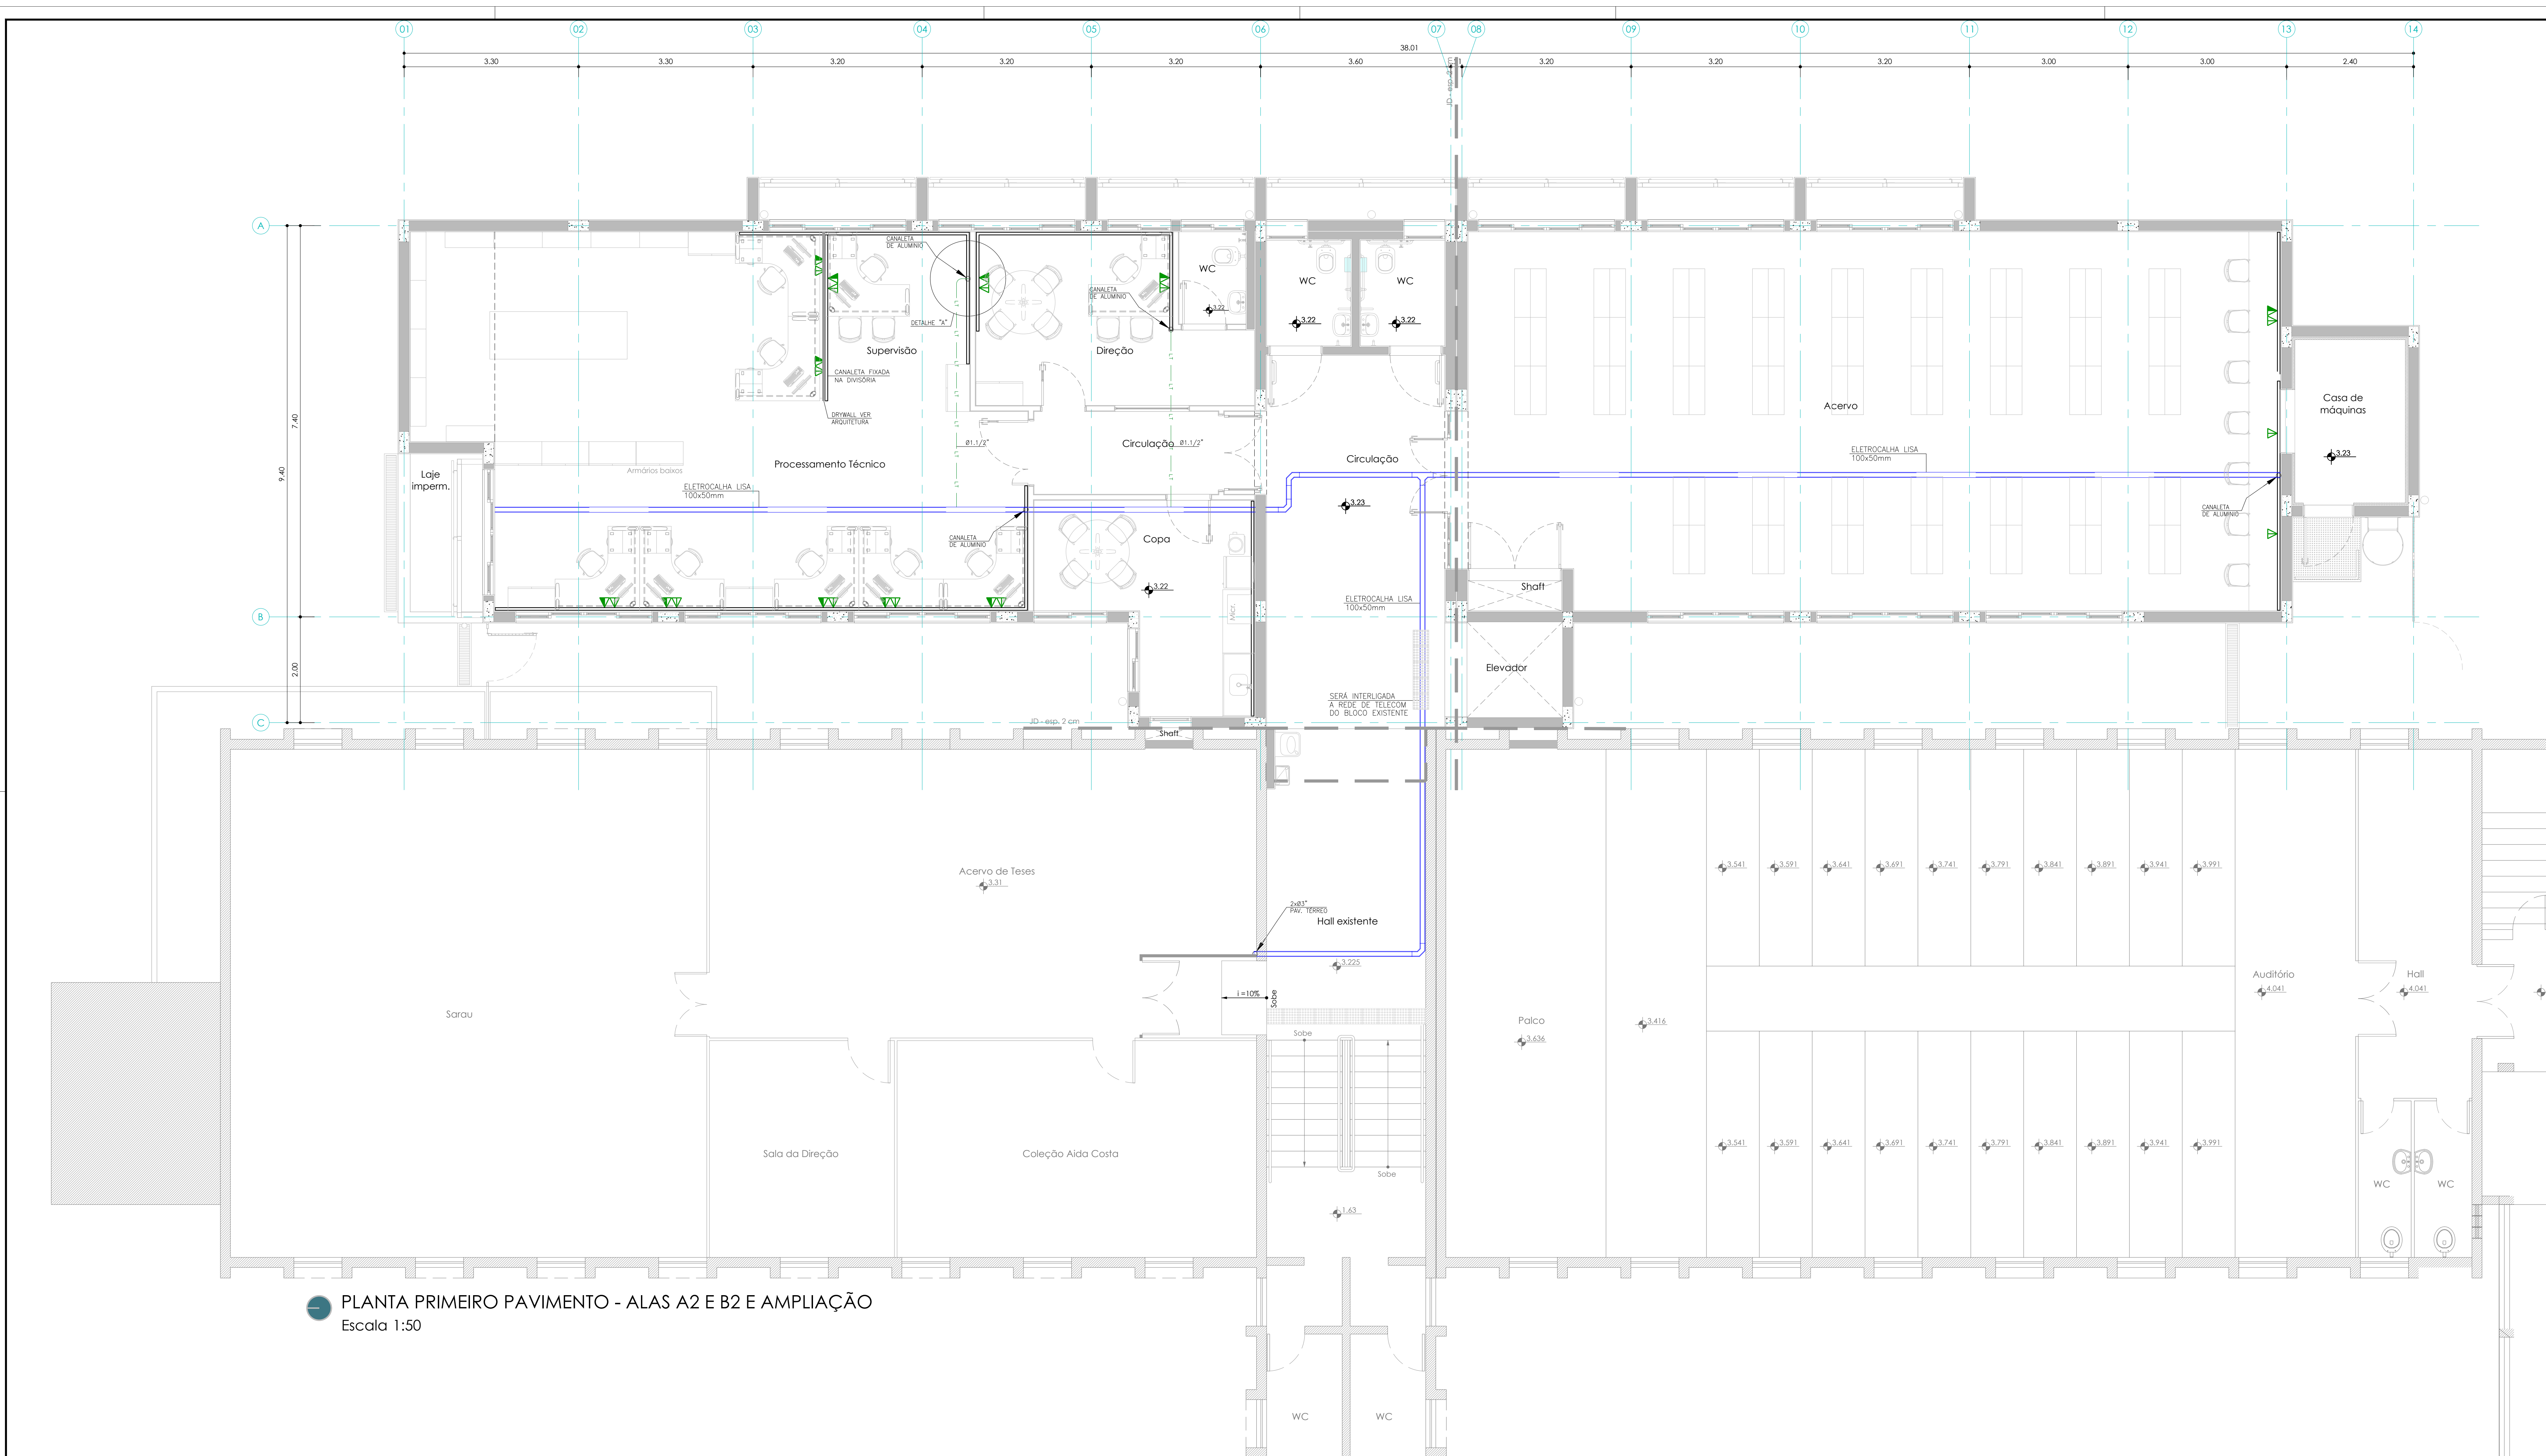 01 02 03 04 05 06 07 08 09 10 11 12 13 14
38.01
3.30 3.30 3.20 3.20 3.20 3.60 3.20 3.20 3.20 3.00 3.00 2.40
JD - esp. 2 cm
A
B
C
7.40
9.40
2.00
CANALETA
DE ALUMINIO
DETALHE "A"
Supervisão
CANALETA FIXADA
NA DIVISÓRIA
DRYWALL VER
ARQUITETURA
CANALETA
DE ALUMINIO
Direção
WC
3.22
WC
3.22
WC
3.22
Acervo
Casa de
máquinas
3.23
Laje
imperm.
Armários baixos
Processamento Técnico
Ø1.1/2"
Circulação
Ø1.1/2"
Circulação
ELETROCALHA LISA
100x50mm
ELETROCALHA LISA
100x50mm
3.23
CANALETA
DE ALUMINIO
CANALETA
DE ALUMINIO
Copa
3.22
Micr.
ELETROCALHA LISA
100x50mm
Shaft
Elevador
SERÁ INTERLIGADA
A REDE DE TELECOM
DO BLOCO EXISTENTE
JD - esp. 2 cm
Shaft
Acervo de Teses
3.31
2xØ3"
PAV. TÉRREO
Hall existente
3.225
i =10%
Sobe
3.541 3.591 3.641 3.691 3.741 3.791 3.841 3.891 3.941 3.991
Auditório
4.041
Hall
4.041
Sarau
Palco
3.636
3.416
Sobe
Sala da Direção
Coleção Aida Costa
Sobe
1.63
3.541 3.591 3.641 3.691 3.741 3.791 3.841 3.891 3.941 3.991
WC WC
PLANTA PRIMEIRO PAVIMENTO - ALAS A2 E B2 E AMPLIAÇÃO
Escala 1:50
WC WC